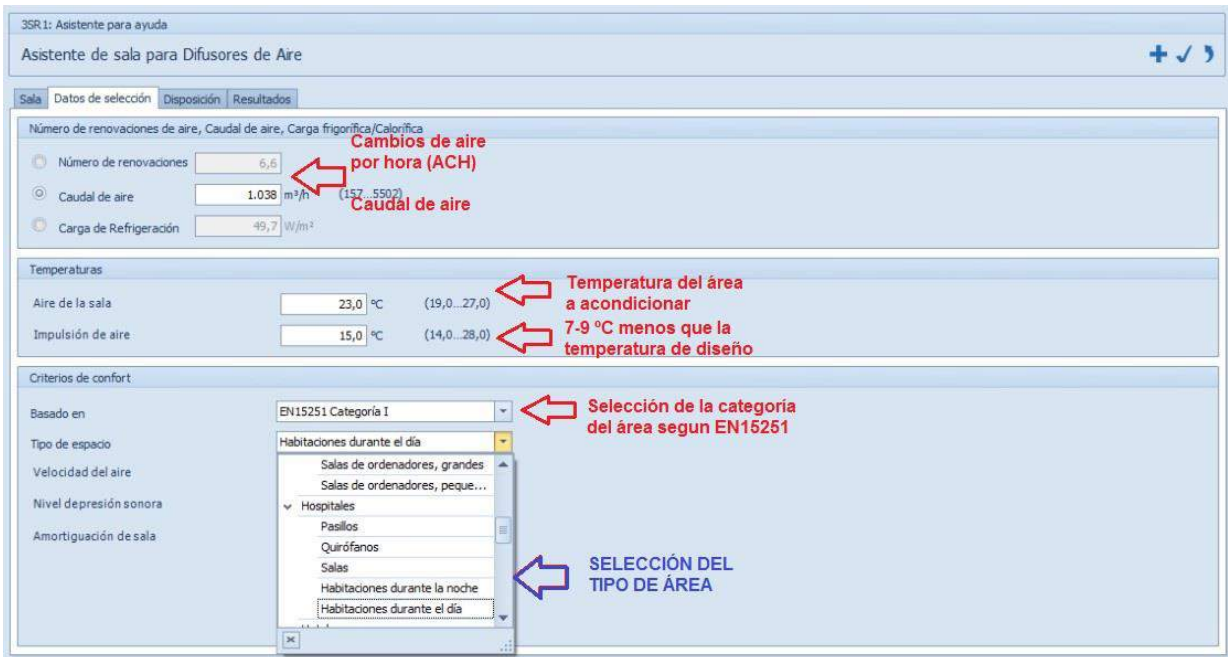 3SR1: Asistente para ayuda
Asistente de sala para Difusores de Aire
Sala Datos de selección Disposición Resultados
Número de renovaciones de aire, Caudal de aire, Carga frigorífica/Calorífica
Número de renovaciones 6,6
Cambios de aire
por hora (ACH)
Caudal de aire 1.038 m³/h (157...5502)
Caudal de aire
Carga de Refrigeración 49,7 W/m²
Temperaturas
Aire de la sala 23,0 ºC (19,0...27,0)
Temperatura del área
a acondicionar
Impulsión de aire 15,0 ºC (14,0...28,0)
7-9 ºC menos que la
temperatura de diseño
Criterios de confort
Basado en EN15251 Categoría I
Selección de la categoría
del área segun EN15251
Tipo de espacio Habitaciones durante el día
Velocidad del aire
Nivel depresión sonora
Amortiguación de sala
Salas de ordenadores, grandes
Salas de ordenadores, peque...
Hospitales
Pasillos
Quirófanos
Salas
Habitaciones durante la noche
Habitaciones durante el día
SELECCIÓN DEL
TIPO DE ÁREA